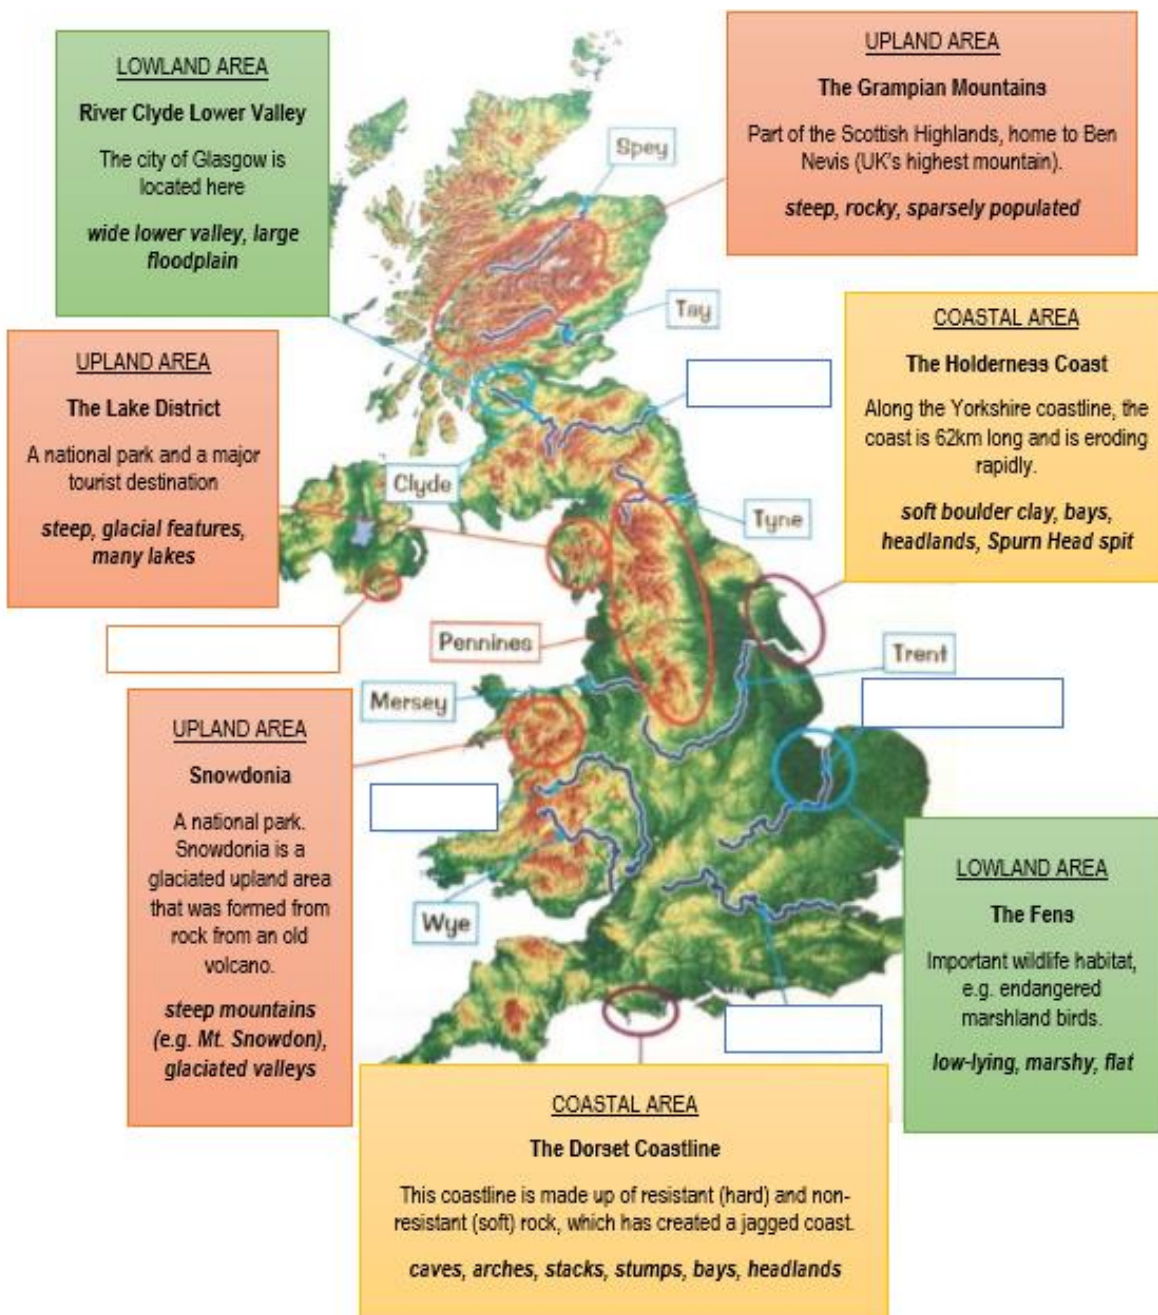 LOWLAND AREA
River Clyde Lower Valley
The city of Glasgow is
located here
wide lower valley, large
floodplain
UPLAND AREA
The Grampian Mountains
Part of the Scottish Highlands, home to Ben
Nevis (UK's highest mountain).
steep, rocky, sparsely populated
Spey
Tay
UPLAND AREA
The Lake District
A national park and a major
tourist destination
steep, glacial features,
many lakes
COASTAL AREA
The Holderness Coast
Along the Yorkshire coastline, the
coast is 62km long and is eroding
rapidly.
soft boulder clay, bays,
headlands, Spurn Head spit
Clyde
Tyne
Pennines
Trent
Mersey
UPLAND AREA
Snowdonia
A national park.
Snowdonia is a
glaciated upland area
that was formed from
rock from an old
volcano.
steep mountains
(e.g. Mt. Snowdon),
glaciated valleys
Wye
LOWLAND AREA
The Fens
Important wildlife habitat,
e.g. endangered
marshland birds.
low-lying, marshy, flat
COASTAL AREA
The Dorset Coastline
This coastline is made up of resistant (hard) and non-
resistant (soft) rock, which has created a jagged coast.
caves, arches, stacks, stumps, bays, headlands